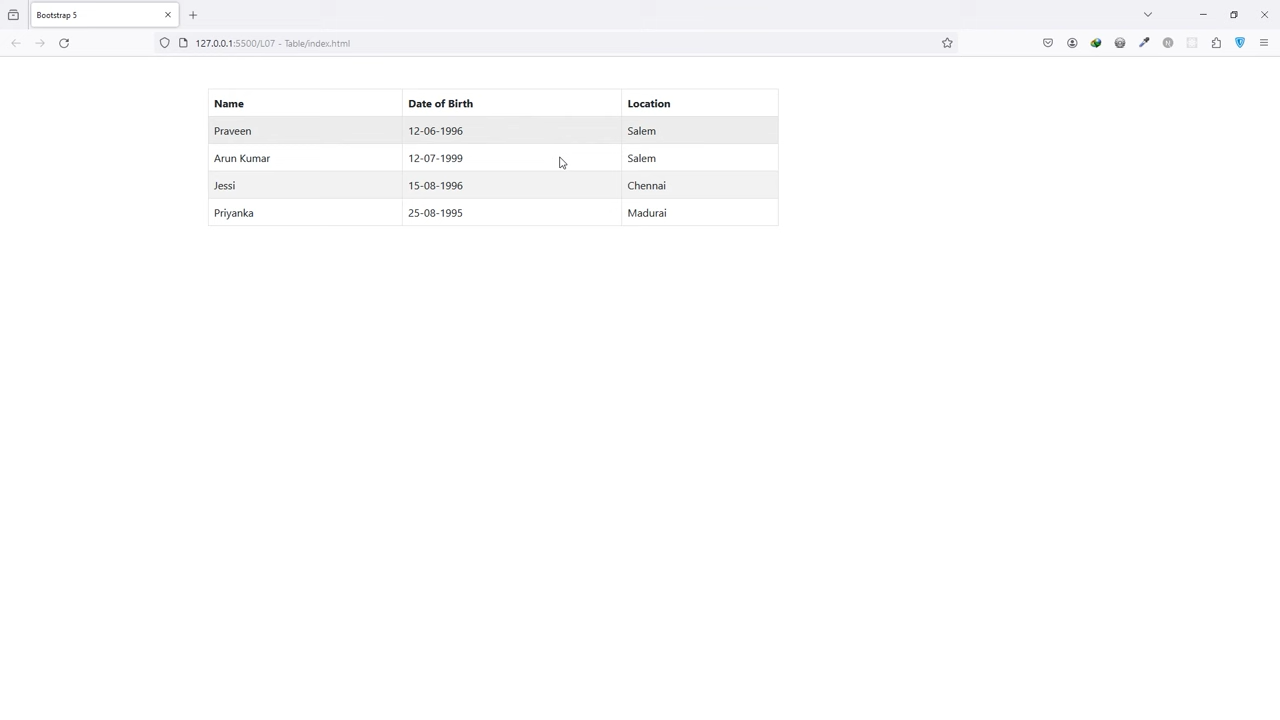 Bootstrap 5
127.0.0.1:5500/L07 - Table/index.html
Name Date of Birth Location
Praveen 12-06-1996 Salem
Arun Kumar 12-07-1999 Salem
Jessi 15-08-1996 Chennai
Priyanka 25-08-1995 Madurai